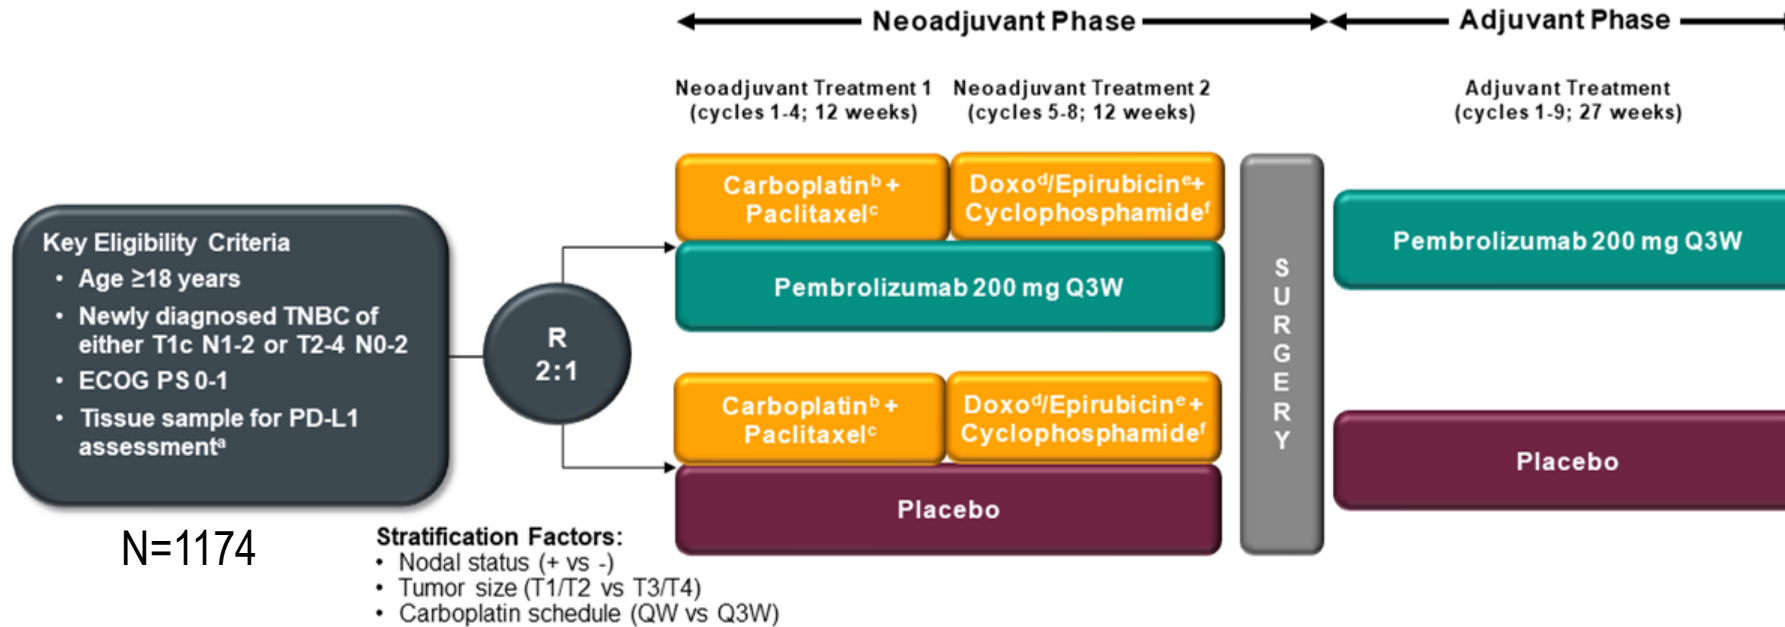 Neoadjuvant Phase
Adjuvant Phase
Neoadjuvant Treatment 1
(cycles 1-4; 12 weeks)
Neoadjuvant Treatment 2
(cycles 5-8; 12 weeks)
Adjuvant Treatment
(cycles 1-9; 27 weeks)
Key Eligibility Criteria
• Age ≥18 years
• Newly diagnosed TNBC of
either T1c N1-2 or T2-4 N0-2
• ECOG PS 0-1
• Tissue sample for PD-L1
assessmentᵃ
N=1174
R
2:1
Stratification Factors:
• Nodal status (+ vs -)
• Tumor size (T1/T2 vs T3/T4)
• Carboplatin schedule (QW vs Q3W)
Carboplatinᵇ +
Paclitaxelᶜ
Doxoᵈ/Epirubicinᵉ+
Cyclophosphamideᶠ
Pembrolizumab 200 mg Q3W
Carboplatinᵇ +
Paclitaxelᶜ
Doxoᵈ/Epirubicinᵉ +
Cyclophosphamideᶠ
Placebo
SURGERY
Pembrolizumab 200 mg Q3W
Placebo